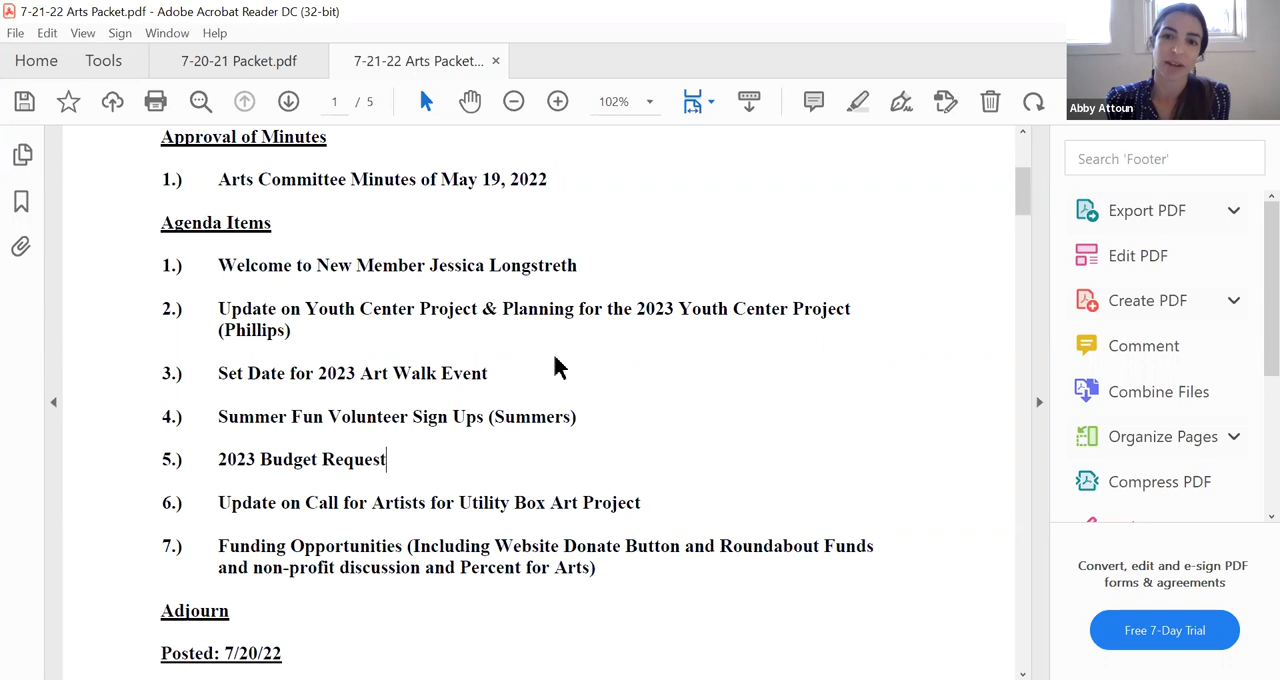 7-21-22 Arts Packet.pdf - Adobe Acrobat Reader DC (32-bit)
File Edit View Sign Window Help
Home Tools 7-20-21 Packet.pdf 7-21-22 Arts Packet... ×
1 / 5 102%
Abby Attoun
Approval of Minutes
1.) Arts Committee Minutes of May 19, 2022
Agenda Items
1.) Welcome to New Member Jessica Longstreth
2.) Update on Youth Center Project & Planning for the 2023 Youth Center Project
(Phillips)
3.) Set Date for 2023 Art Walk Event
4.) Summer Fun Volunteer Sign Ups (Summers)
5.) 2023 Budget Request
6.) Update on Call for Artists for Utility Box Art Project
7.) Funding Opportunities (Including Website Donate Button and Roundabout Funds
and non-profit discussion and Percent for Arts)
Adjourn
Posted: 7/20/22
Search 'Footer'
Export PDF
Edit PDF
Create PDF
Comment
Combine Files
Organize Pages
Compress PDF
Convert, edit and e-sign PDF
forms & agreements
Free 7-Day Trial